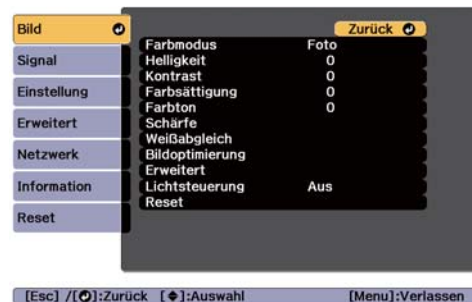 Bild
Signal
Einstellung
Erweitert
Netzwerk
Information
Reset
Zurück
Farbmodus Foto
Helligkeit 0
Kontrast 0
Farbsättigung 0
Farbton 0
Schärfe
Weißabgleich
Bildoptimierung
Erweitert
Lichtsteuerung Aus
Reset
[Esc] /[⏎]:Zurück [◆]:Auswahl [Menu]:Verlassen